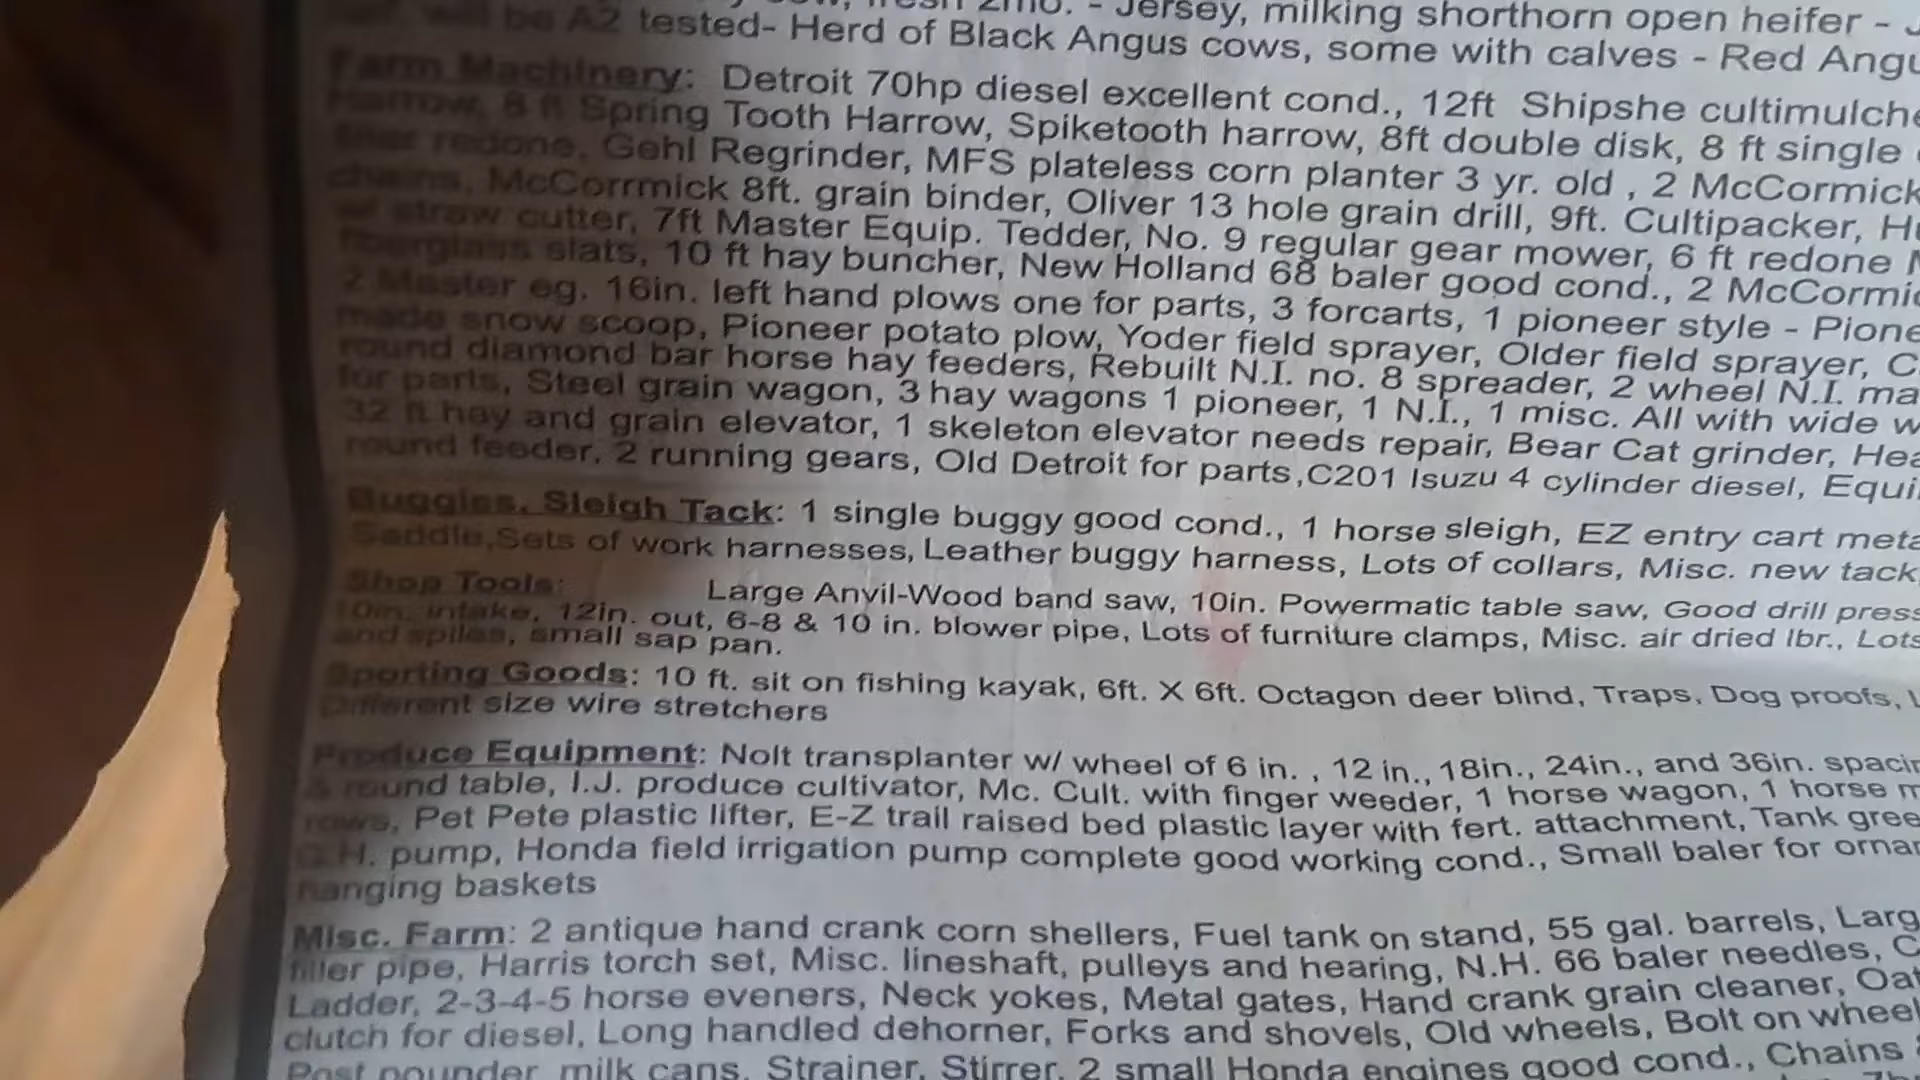 fresh 2mo. - Jersey, milking shorthorn open heifer -
will be A2 tested- Herd of Black Angus cows, some with calves - Red Angu
Farm Machinery: Detroit 70hp diesel excellent cond., 12ft Shipshe cultimulche
Harrow, 8 ft Spring Tooth Harrow, Spiketooth harrow, 8ft double disk, 8 ft single
redone, Gehl Regrinder, MFS plateless corn planter 3 yr. old , 2 McCormick
chains, McCorrmick 8ft. grain binder, Oliver 13 hole grain drill, 9ft. Cultipacker, H
w/ straw cutter, 7ft Master Equip. Tedder, No. 9 regular gear mower, 6 ft redone
fiberglass slats, 10 ft hay buncher, New Holland 68 baler good cond., 2 McCormi
2 Master eg. 16in. left hand plows one for parts, 3 forcarts, 1 pioneer style - Pione
made snow scoop, Pioneer potato plow, Yoder field sprayer, Older field sprayer, C
round diamond bar horse hay feeders, Rebuilt N.I. no. 8 spreader, 2 wheel N.I. ma
for parts, Steel grain wagon, 3 hay wagons 1 pioneer, 1 N.I., 1 misc. All with wide w
32 ft hay and grain elevator, 1 skeleton elevator needs repair, Bear Cat grinder, Hea
round feeder, 2 running gears, Old Detroit for parts,C201 Isuzu 4 cylinder diesel, Equi
Buggies, Sleigh Tack: 1 single buggy good cond., 1 horse sleigh, EZ entry cart meta
Saddle,Sets of work harnesses, Leather buggy harness, Lots of collars, Misc. new tack
Shop Tools: Large Anvil-Wood band saw, 10in. Powermatic table saw, Good drill press
10in. intake, 12in. out, 6-8 & 10 in. blower pipe, Lots of furniture clamps, Misc. air dried lbr., Lots
and spiles, small sap pan.
Sporting Goods: 10 ft. sit on fishing kayak, 6ft. X 6ft. Octagon deer blind, Traps, Dog proofs, L
Different size wire stretchers
Produce Equipment: Nolt transplanter w/ wheel of 6 in. , 12 in., 18in., 24in., and 36in. spacin
& round table, I.J. produce cultivator, Mc. Cult. with finger weeder, 1 horse wagon, 1 horse m
rows, Pet Pete plastic lifter, E-Z trail raised bed plastic layer with fert. attachment, Tank gree
H. pump, Honda field irrigation pump complete good working cond., Small baler for ornam
hanging baskets
Misc. Farm: 2 antique hand crank corn shellers, Fuel tank on stand, 55 gal. barrels, Larg
filler pipe, Harris torch set, Misc. lineshaft, pulleys and hearing, N.H. 66 baler needles, C
Ladder, 2-3-4-5 horse eveners, Neck yokes, Metal gates, Hand crank grain cleaner, Oat
clutch for diesel, Long handled dehorner, Forks and shovels, Old wheels, Bolt on wheel
Post pounder, milk cans, Strainer, Stirrer, 2 small Honda engines good cond., Chains